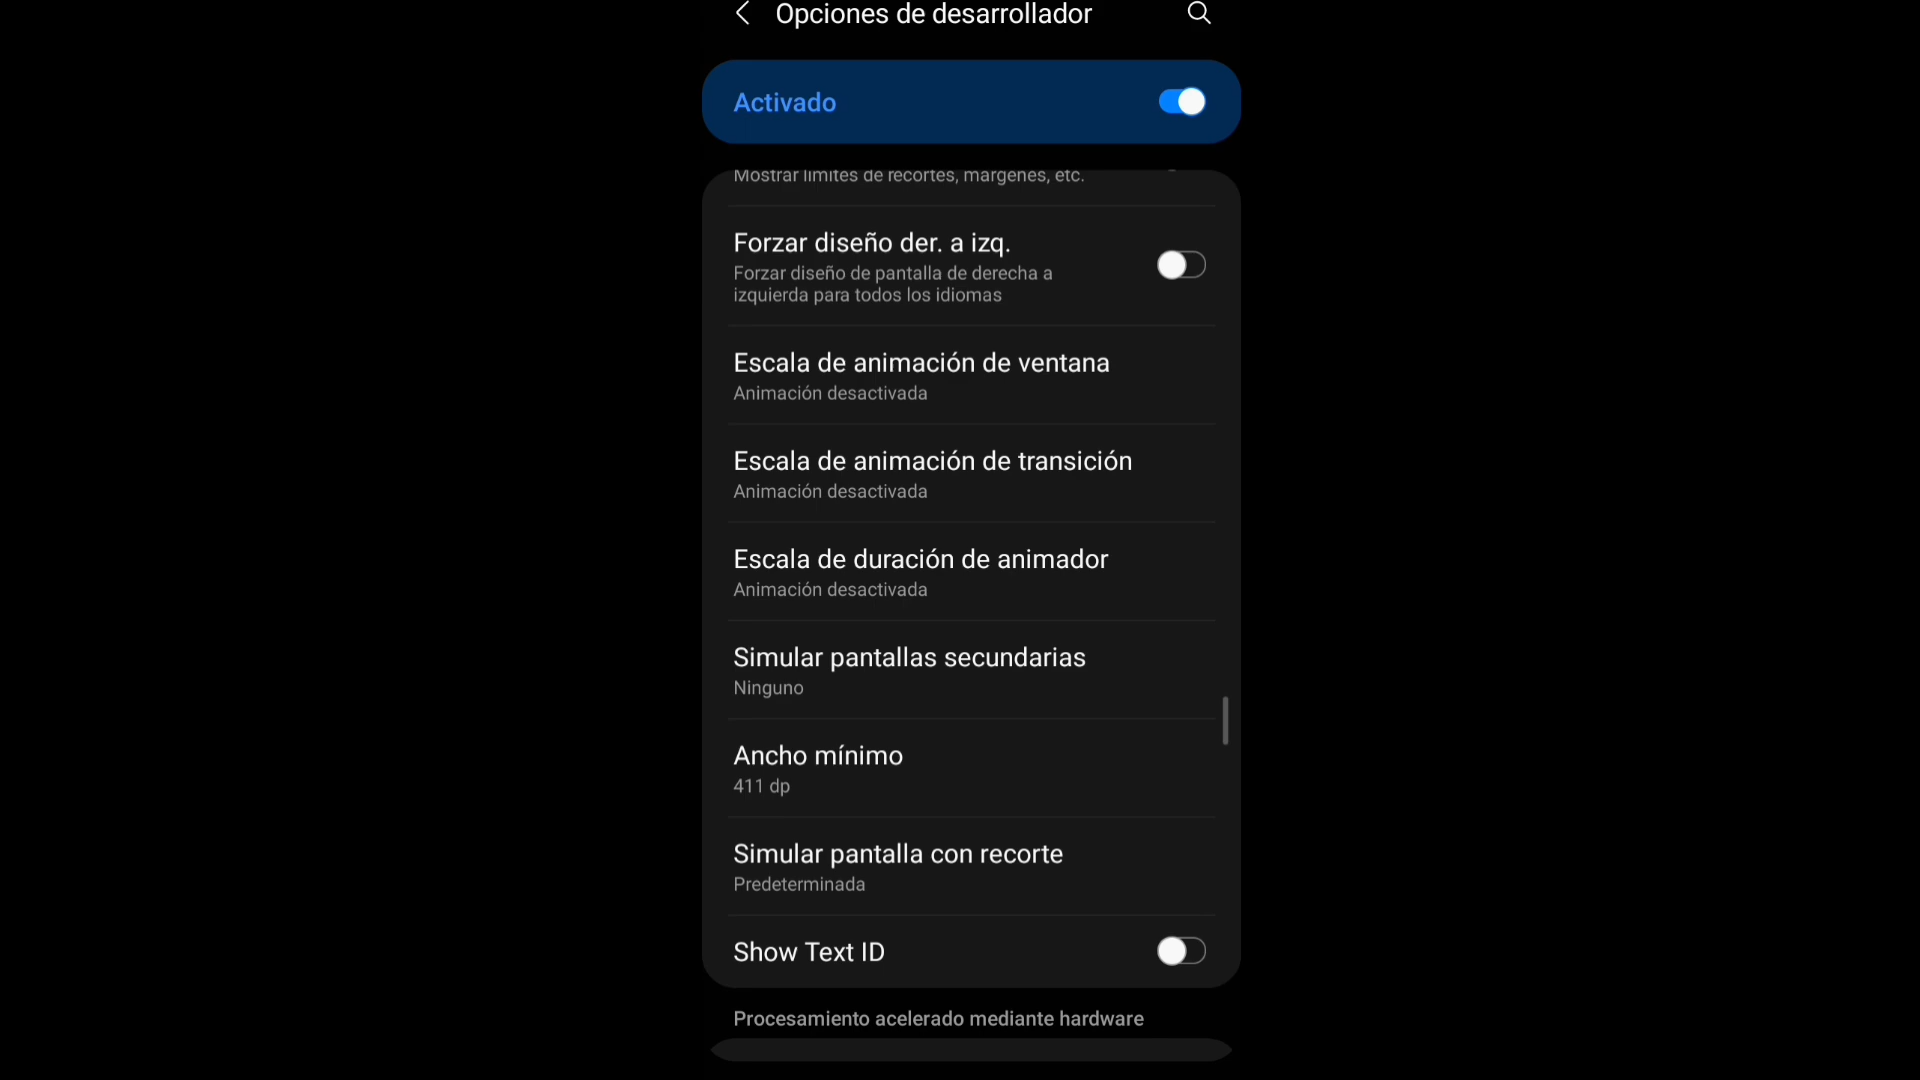 Opciones de desarrollador
Activado
Mostrar límites de recortes, márgenes, etc.
Forzar diseño der. a izq.
Forzar diseño de pantalla de derecha a
izquierda para todos los idiomas
Escala de animación de ventana
Animación desactivada
Escala de animación de transición
Animación desactivada
Escala de duración de animador
Animación desactivada
Simular pantallas secundarias
Ninguno
Ancho mínimo
411 dp
Simular pantalla con recorte
Predeterminada
Show Text ID
Procesamiento acelerado mediante hardware